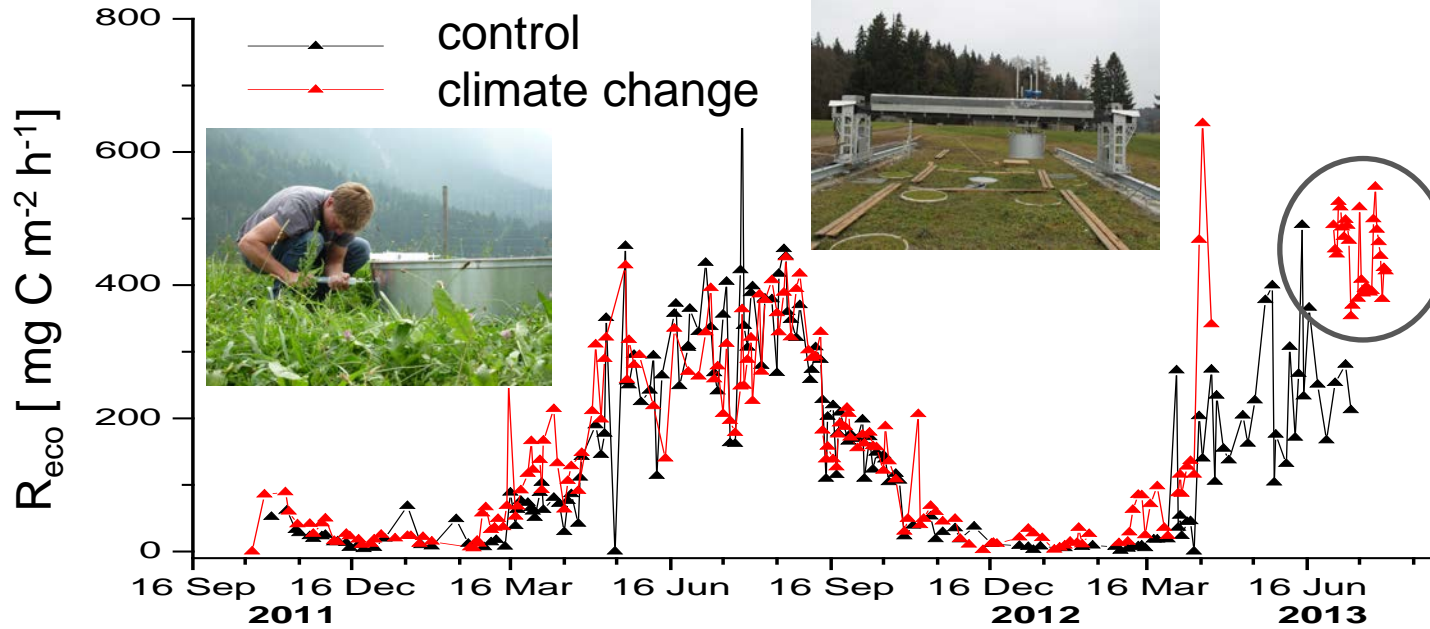 800
600
400
200
0
R_eco [ mg C m⁻² h⁻¹]
control
climate change
16 Sep 16 Dec 16 Mar 16 Jun 16 Sep 16 Dec 16 Mar 16 Jun
2011 2012 2013